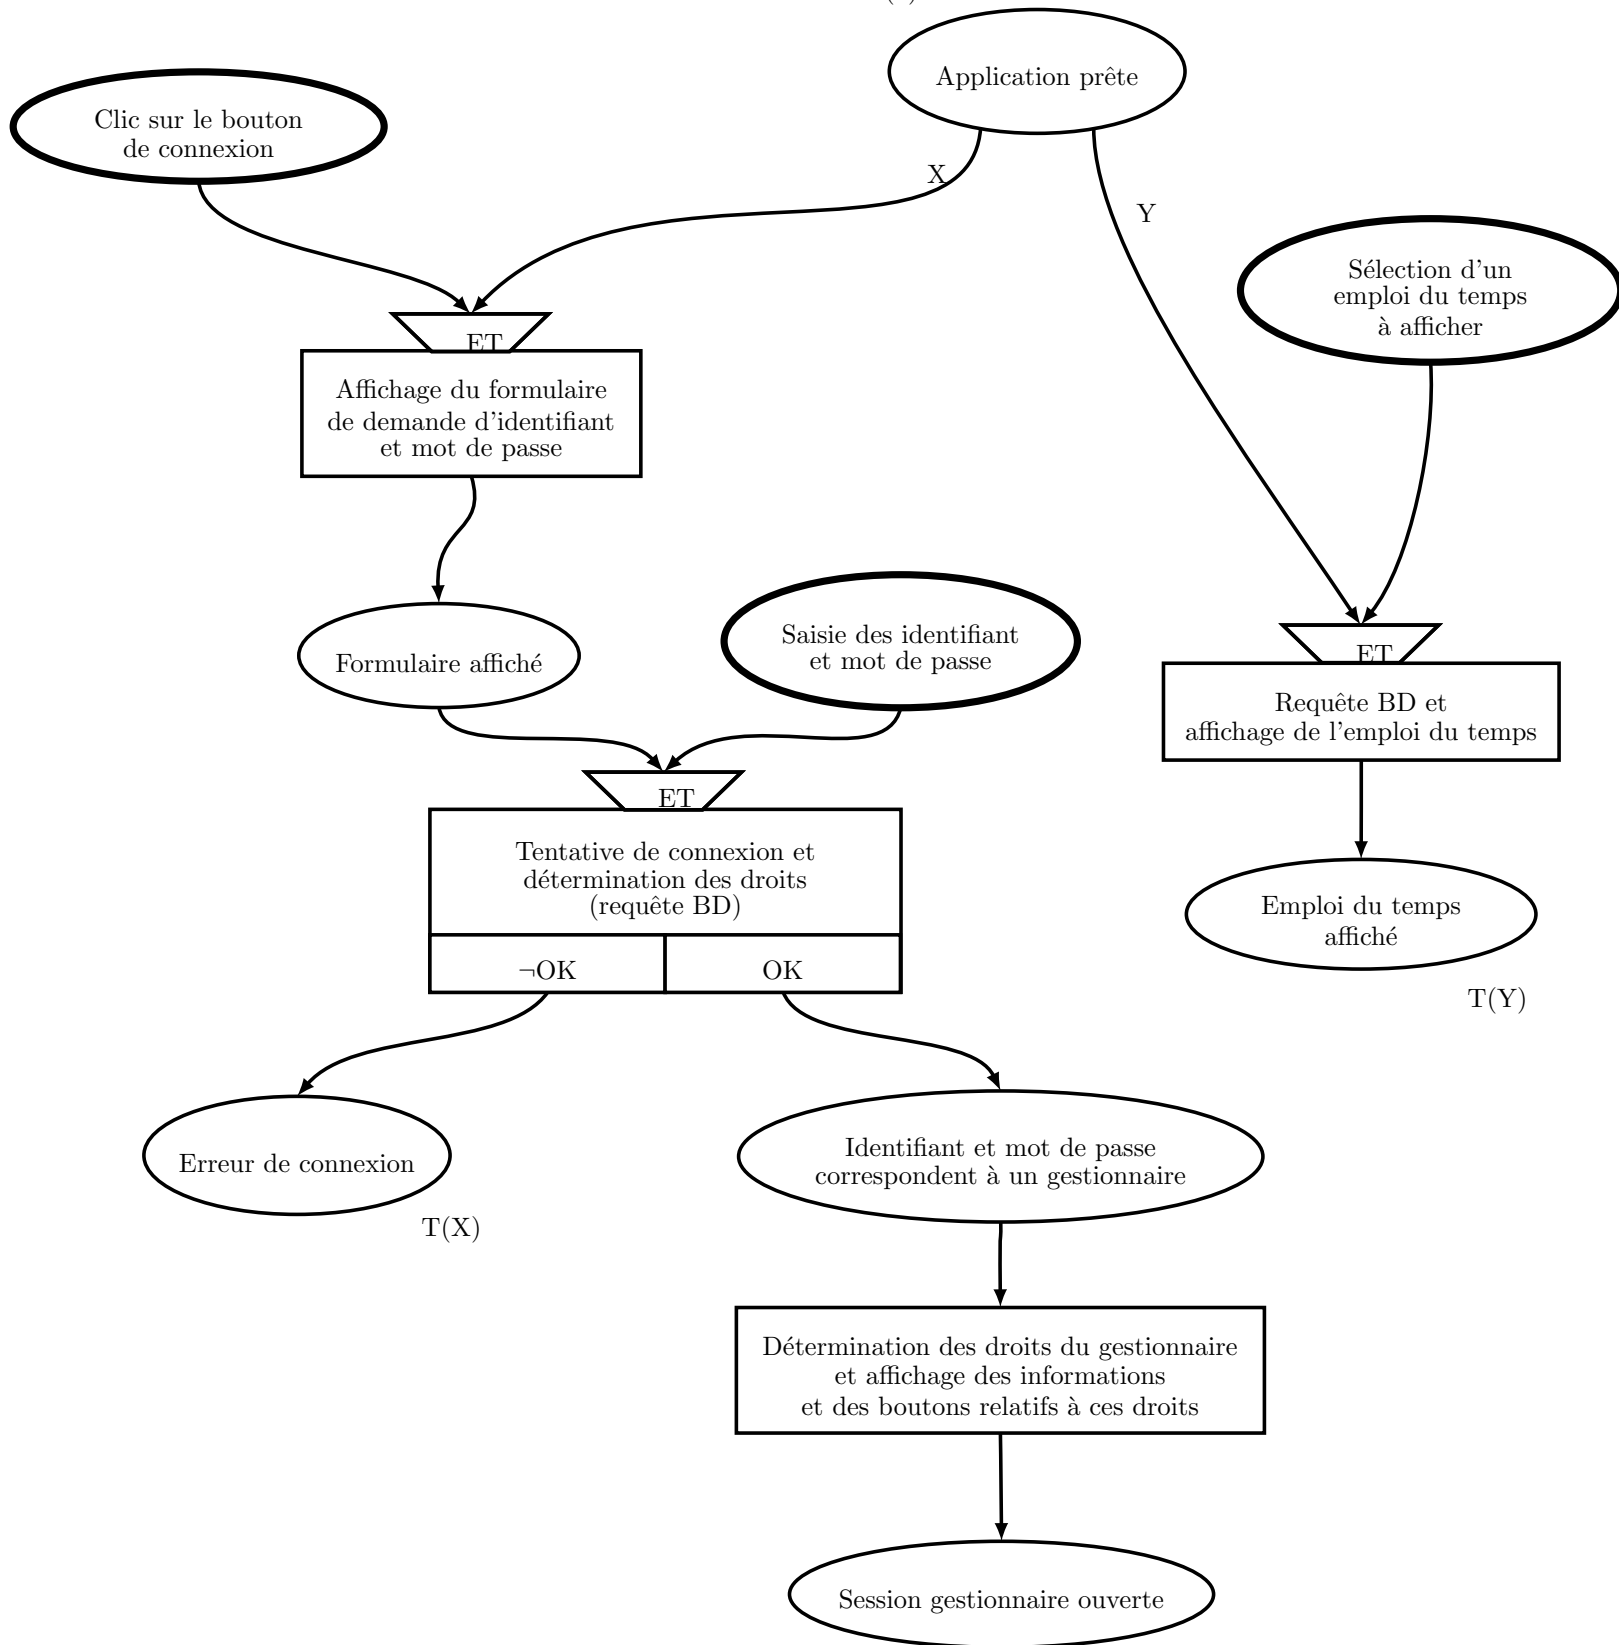 Application prête
Clic sur le bouton
de connexion
X
Y
Sélection d'un
emploi du temps
à afficher
ET
Affichage du formulaire
de demande d'identifiant
et mot de passe
Saisie des identifiant
et mot de passe
Formulaire affiché
ET
Requête BD et
affichage de l'emploi du temps
ET
Tentative de connexion et
détermination des droits
(requête BD)
¬OK
OK
Emploi du temps
affiché
T(Y)
Identifiant et mot de passe
correspondent à un gestionnaire
Erreur de connexion
T(X)
Détermination des droits du gestionnaire
et affichage des informations
et des boutons relatifs à ces droits
Session gestionnaire ouverte